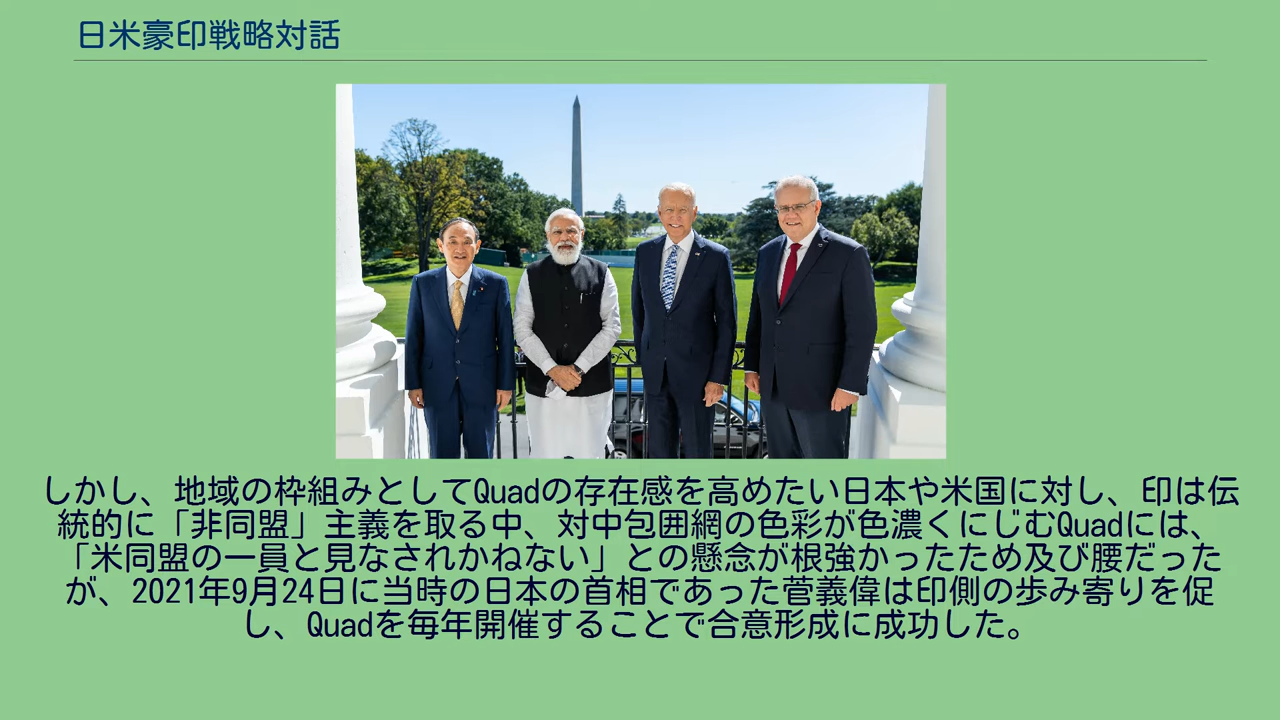 日米豪印戦略対話
しかし、地域の枠組みとしてQuadの存在感を高めたい日本や米国に対し、印は伝
統的に「非同盟」主義を取る中、対中包囲網の色彩が色濃くにじむQuadには、
「米同盟の一員と見なされかねない」との懸念が根強かったため及び腰だった
が、2021年9月24日に当時の日本の首相であった菅義偉は印側の歩み寄りを促
し、Quadを毎年開催することで合意形成に成功した。